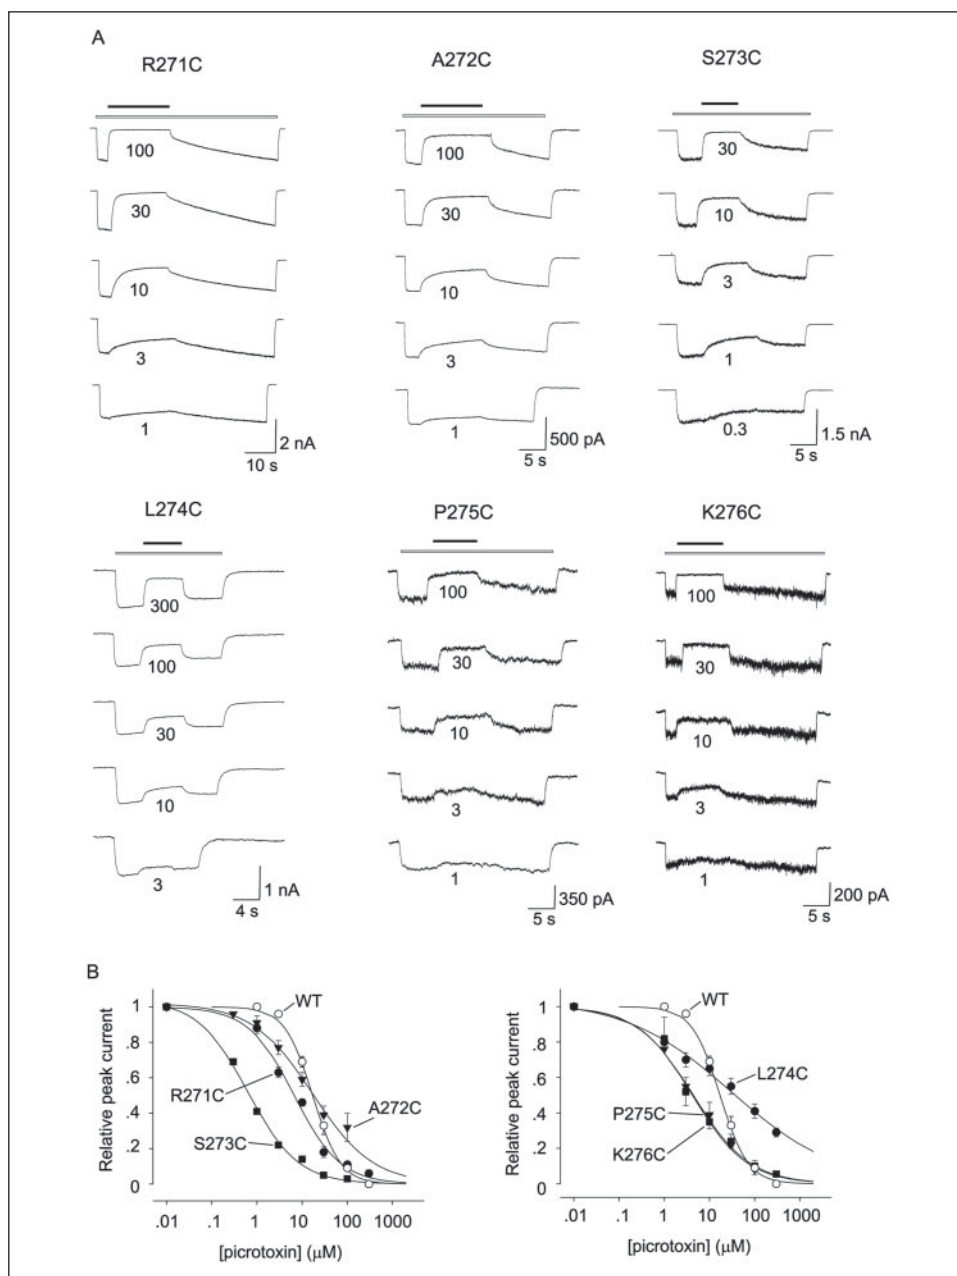 A
R271C
A272C
S273C
100
100
30
30
30
10
10
10
3
3
3
1
1
1
0.3
2 nA
10 s
500 pA
5 s
1.5 nA
5 s
L274C
P275C
K276C
300
100
100
100
30
30
30
10
10
10
3
3
3
1
1
1 nA
4 s
350 pA
5 s
200 pA
5 s
B
Relative peak current
1
.8
.6
.4
.2
0
WT
R271C
A272C
S273C
.01 .1 1 10 100 1000
[picrotoxin] (μM)
Relative peak current
1
.8
.6
.4
.2
0
WT
L274C
P275C
K276C
.01 .1 1 10 100 1000
[picrotoxin] (μM)